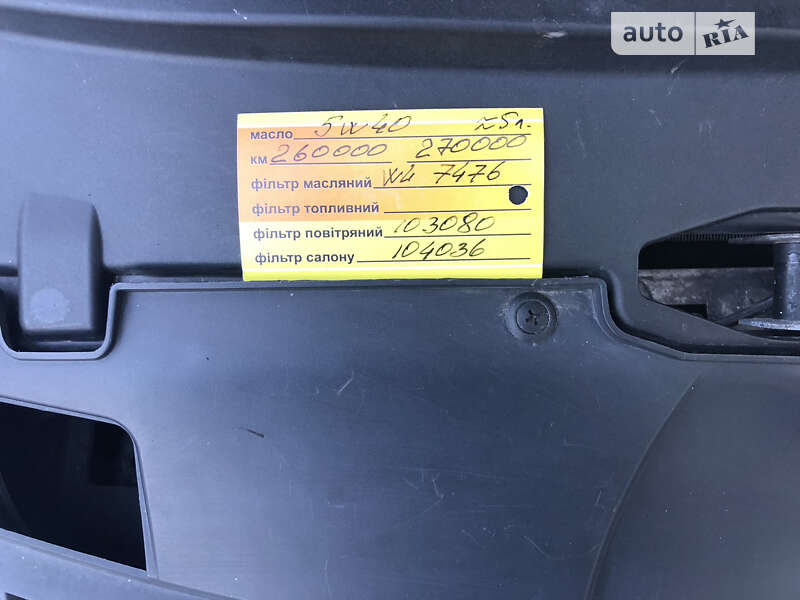 auto RIA
масло 5w40 ≈5л.
км 260000 270000
фільтр масляний WL 7476
фільтр топливний
фільтр повітряний 103080
фільтр салону 104036